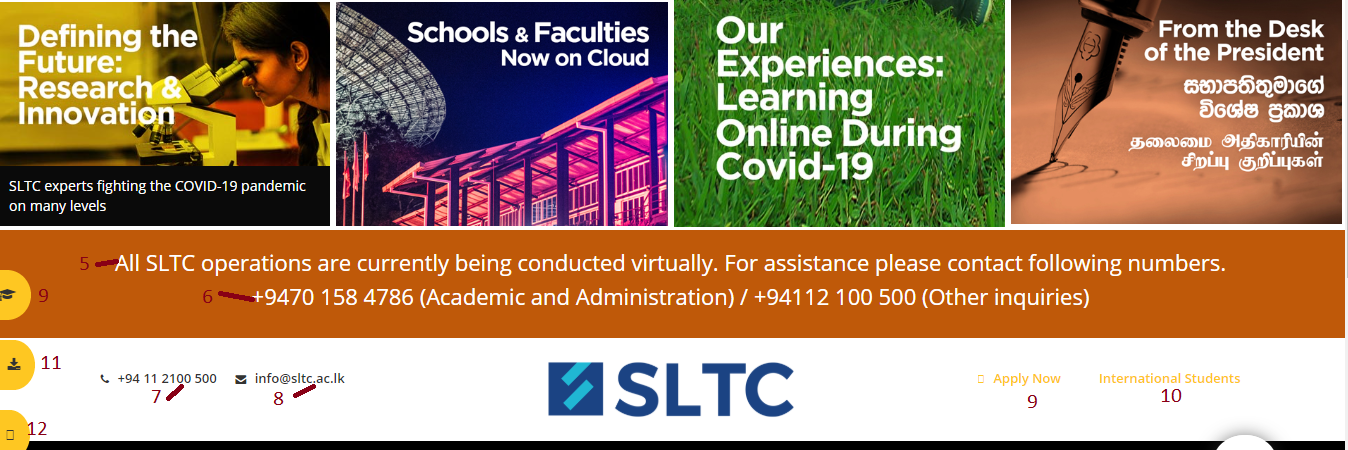 Defining the
Future:
Research &
Innovation
SLTC experts fighting the COVID-19 pandemic
on many levels
Schools & Faculties
Now on Cloud
Our
Experiences:
Learning
Online During
Covid-19
From the Desk
of the President
සභාපතිතුමාගේ
විශේෂ ප්‍රකාශ
தலைமை அதிகாரியின்
சிறப்பு குறிப்புகள்
5 All SLTC operations are currently being conducted virtually. For assistance please contact following numbers.
9 6 +9470 158 4786 (Academic and Administration) / +94112 100 500 (Other inquiries)
11
+94 11 2100 500 info@sltc.ac.lk
7 8
SLTC
Apply Now International Students
9 10
12